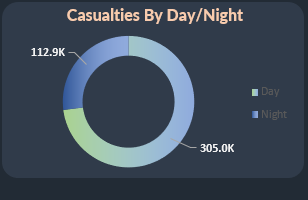 Casualties By Day/Night
112.9K
Day
Night
305.0K